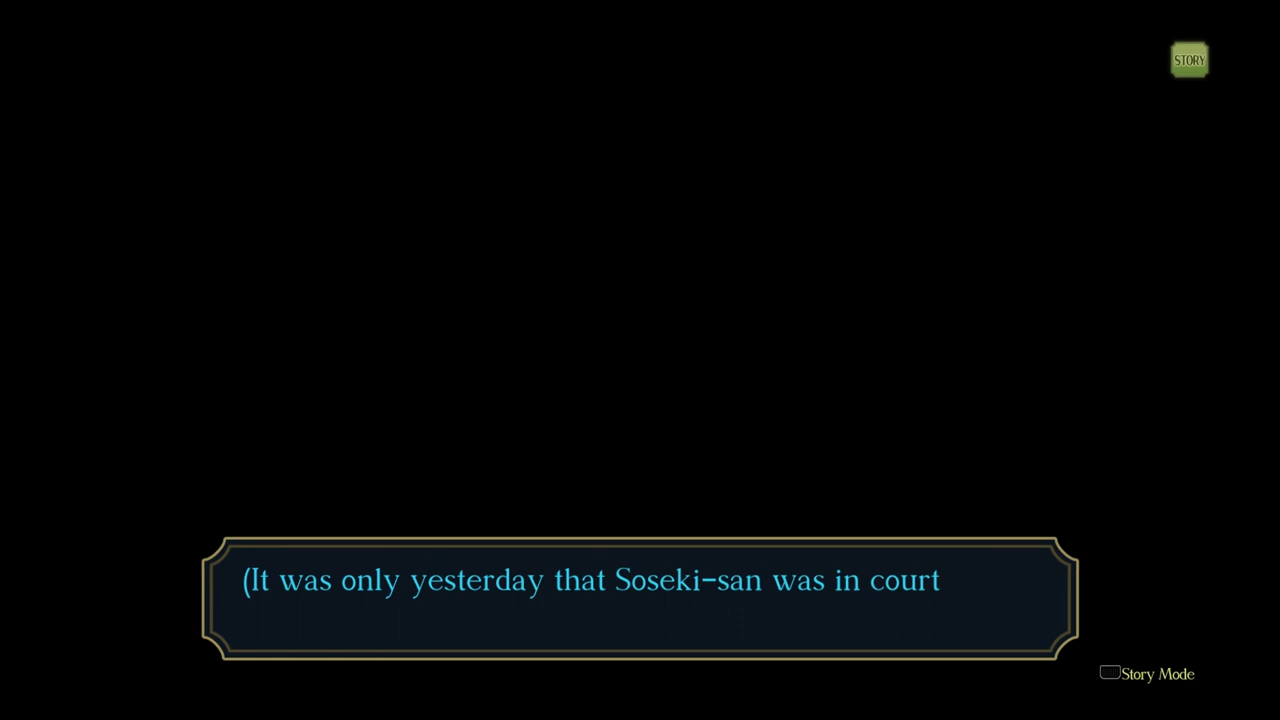 STORY
(It was only yesterday that Soseki-san was in court
Story Mode